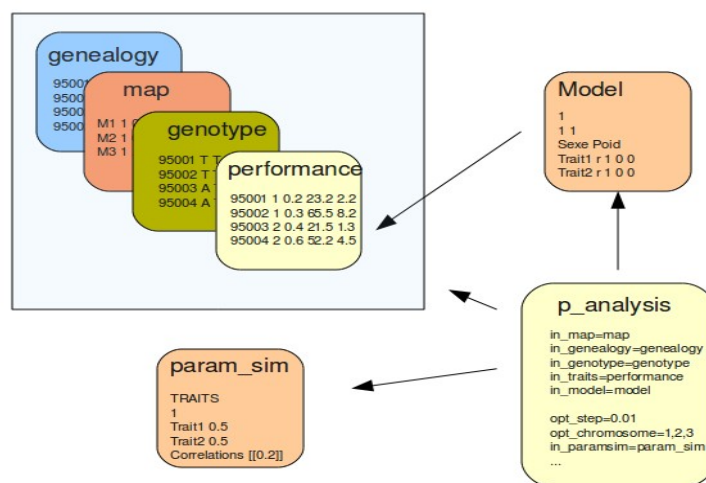 genealogy
95001
9500
9500
9500
map
M1 1
M2 1
M3 1
genotype
95001 T T
95002 T T
95003 A
95004 A
performance
95001 1 0.2 23.2 2.2
95002 1 0.3 65.5 8.2
95003 2 0.4 21.5 1.3
95004 2 0.6 52.2 4.5
Model
1
1 1
Sexe Poid
Trait1 r 1 0 0
Trait2 r 1 0 0
p_analysis
in_map=map
in_genealogy=genealogy
in_genotype=genotype
in_traits=performance
in_model=model
opt_step=0.01
opt_chromosome=1,2,3
in_paramsim=param_sim
...
param_sim
TRAITS
1
Trait1 0.5
Trait2 0.5
Correlations [[0.2]]